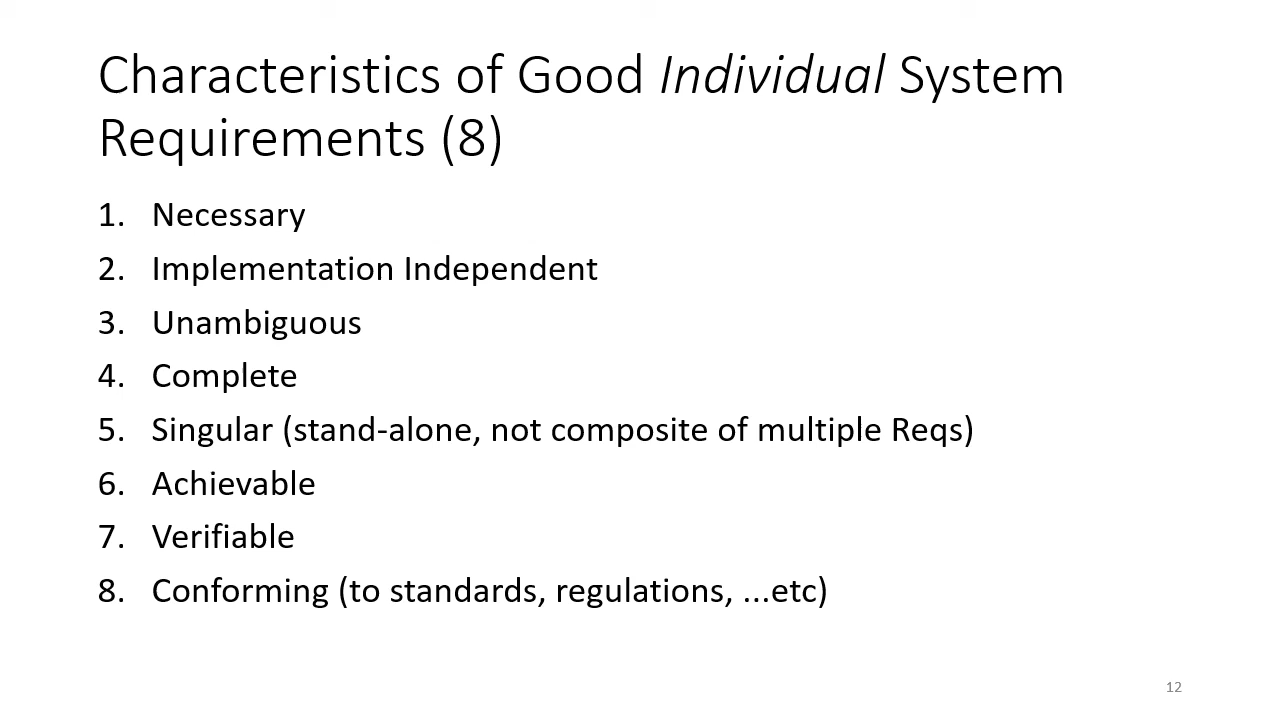 Characteristics of Good Individual System
Requirements (8)
1. Necessary
2. Implementation Independent
3. Unambiguous
4. Complete
5. Singular (stand-alone, not composite of multiple Reqs)
6. Achievable
7. Verifiable
8. Conforming (to standards, regulations, ...etc)
12